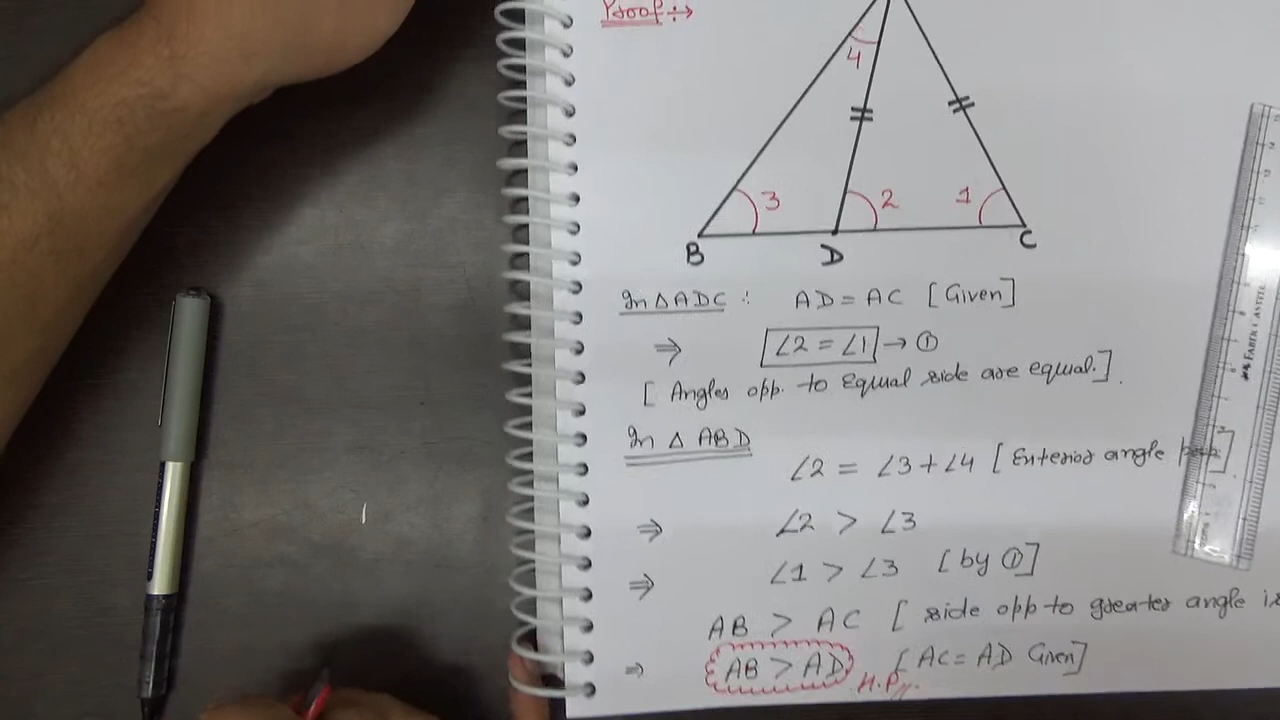 Proof :→
4
3
2
1
B
D
C
In △ADC : AD = AC [Given]
⇒ ∠2 = ∠1 → ①
[ Angles opp. to Equal side are equal. ].
In △ ABD
∠2 = ∠3 + ∠4 [ Exterior angle
⇒ ∠2 > ∠3
⇒ ∠1 > ∠3 [by ①]
AB > AC [ side opp to greater angle is
⇒ AB > AD [ AC = AD Given]
H.P
FABER CASTELL